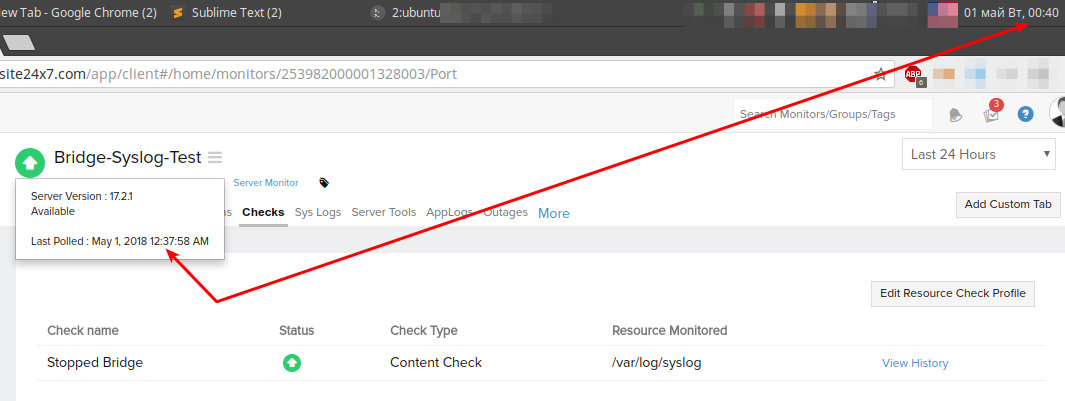 ew Tab - Google Chrome (2) Sublime Text (2) 2:ubuntu 01 май Вт, 00:40
site24x7.com/app/client#/home/monitors/253982000001328003/Port
ABP
6
Search Monitors/Groups/Tags
3
?
Bridge-Syslog-Test
Last 24 Hours
Server Version : 17.2.1
Available
Last Polled : May 1, 2018 12:37:58 AM
Server Monitor
ns Checks Sys Logs Server Tools AppLogs Outages More
Add Custom Tab
Edit Resource Check Profile
Check name Status Check Type Resource Monitored
Stopped Bridge Content Check /var/log/syslog View History